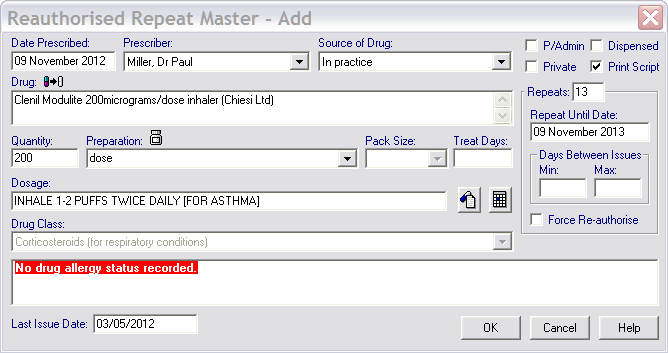 Reauthorised Repeat Master - Add
Date Prescribed: Prescriber: Source of Drug:
09 November 2012 Miller, Dr Paul In practice
P/Admin Dispensed
Private Print Script
Drug:
Clenil Modulite 200micrograms/dose inhaler (Chiesi Ltd)
Repeats: 13
Repeat Until Date:
09 November 2013
Quantity: Preparation: Pack Size: Treat Days:
200 dose
Days Between Issues
Min: Max:
Dosage:
INHALE 1-2 PUFFS TWICE DAILY [FOR ASTHMA]
Force Re-authorise
Drug Class:
Corticosteroids (for respiratory conditions)
No drug allergy status recorded.
Last Issue Date: 03/05/2012
OK Cancel Help